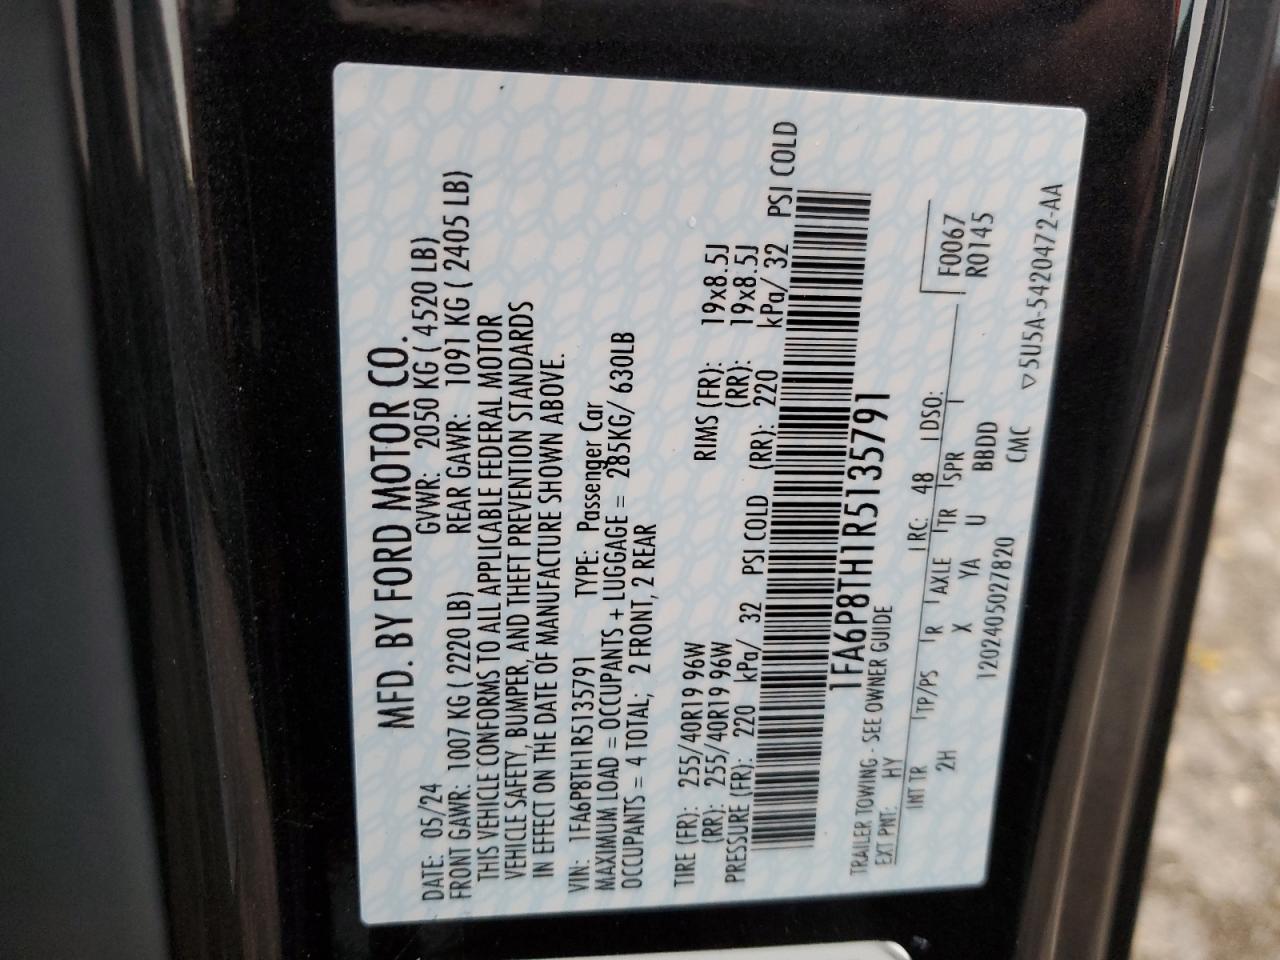 MFD. BY FORD MOTOR CO.
DATE: 05/24 GVWR: 2050 KG ( 4520 LB)
FRONT GAWR: 1007 KG ( 2220 LB) REAR GAWR: 1091 KG ( 2405 LB)
THIS VEHICLE CONFORMS TO ALL APPLICABLE FEDERAL MOTOR
VEHICLE SAFETY, BUMPER, AND THEFT PREVENTION STANDARDS
IN EFFECT ON THE DATE OF MANUFACTURE SHOWN ABOVE.
VIN: 1FA6P8TH1R5135791 TYPE: Passenger Car
MAXIMUM LOAD = OCCUPANTS + LUGGAGE = 285KG/ 630LB
OCCUPANTS = 4 TOTAL; 2 FRONT, 2 REAR
TIRE (FR): 255/40R19 96W RIMS (FR): 19x8.5J
(RR): 255/40R19 96W (RR): 19x8.5J
PRESSURE (FR): 220 kPa/ 32 PSI COLD (RR): 220 kPa/ 32 PSI COLD
1FA6P8TH1R5135791
TRAILER TOWING - SEE OWNER GUIDE
EXT PNT: HY RC: 48 DSO: F0067
INT TR TP/PS R AXLE TR SPR R0145
2H X YA U BBDD
1202405027820 CMC ▽5U5A-5420472-AA